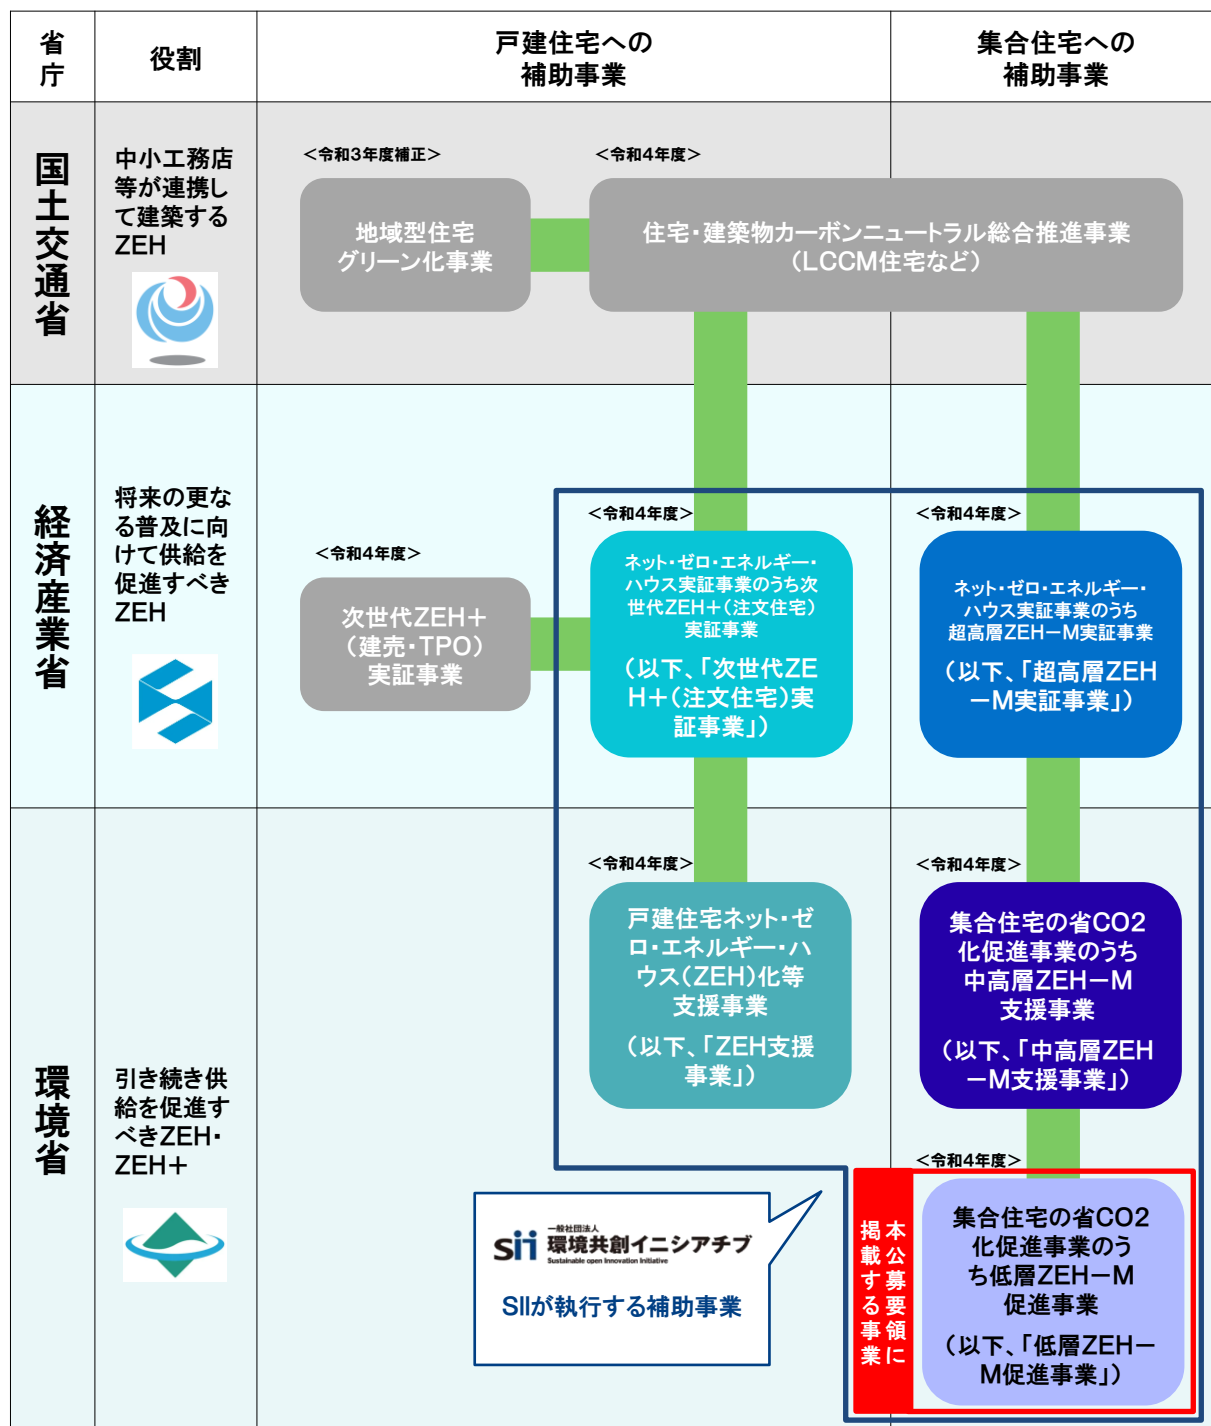 省
庁
役割
戸建住宅への
補助事業
集合住宅への
補助事業
国土交通省
中小工務店
等が連携し
て建築する
ZEH
<令和3年度補正>
地域型住宅
グリーン化事業
<令和4年度>
住宅・建築物カーボンニュートラル総合推進事業
（LCCM住宅など）
経済産業省
将来の更な
る普及に向
けて供給を
促進すべき
ZEH
<令和4年度>
次世代ZEH＋
（建売・TPO）
実証事業
<令和4年度>
ネット・ゼロ・エネルギー・
ハウス実証事業のうち次
世代ZEH＋（注文住宅）
実証事業
（以下、「次世代ZE
H＋（注文住宅）実
証事業」）
<令和4年度>
ネット・ゼロ・エネルギー・
ハウス実証事業のうち
超高層ZEH－M実証事業
（以下、「超高層ZEH
－M実証事業」）
環境省
引き続き供
給を促進す
べきZEH・
ZEH＋
<令和4年度>
戸建住宅ネット・ゼ
ロ・エネルギー・ハ
ウス（ZEH）化等
支援事業
（以下、「ZEH支援
事業」）
<令和4年度>
集合住宅の省CO2
化促進事業のうち
中高層ZEH－M
支援事業
（以下、「中高層ZEH
－M支援事業」）
sii
一般社団法人
環境共創イニシアチブ
Sustainable open Innovation Initiative
SIIが執行する補助事業
本公募要領に
掲載する事業
<令和4年度>
集合住宅の省CO2
化促進事業のう
ち低層ZEH－M
促進事業
（以下、「低層ZEH－
M促進事業」）